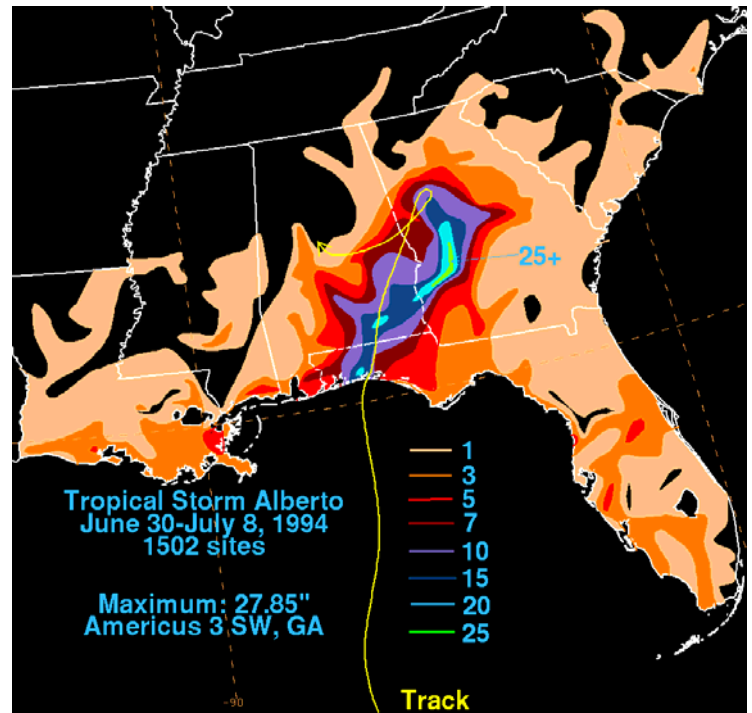 25+
1
3
5
7
10
15
20
25
Tropical Storm Alberto
June 30-July 8, 1994
1502 sites
Maximum: 27.85"
Americus 3 SW, GA
-90
Track